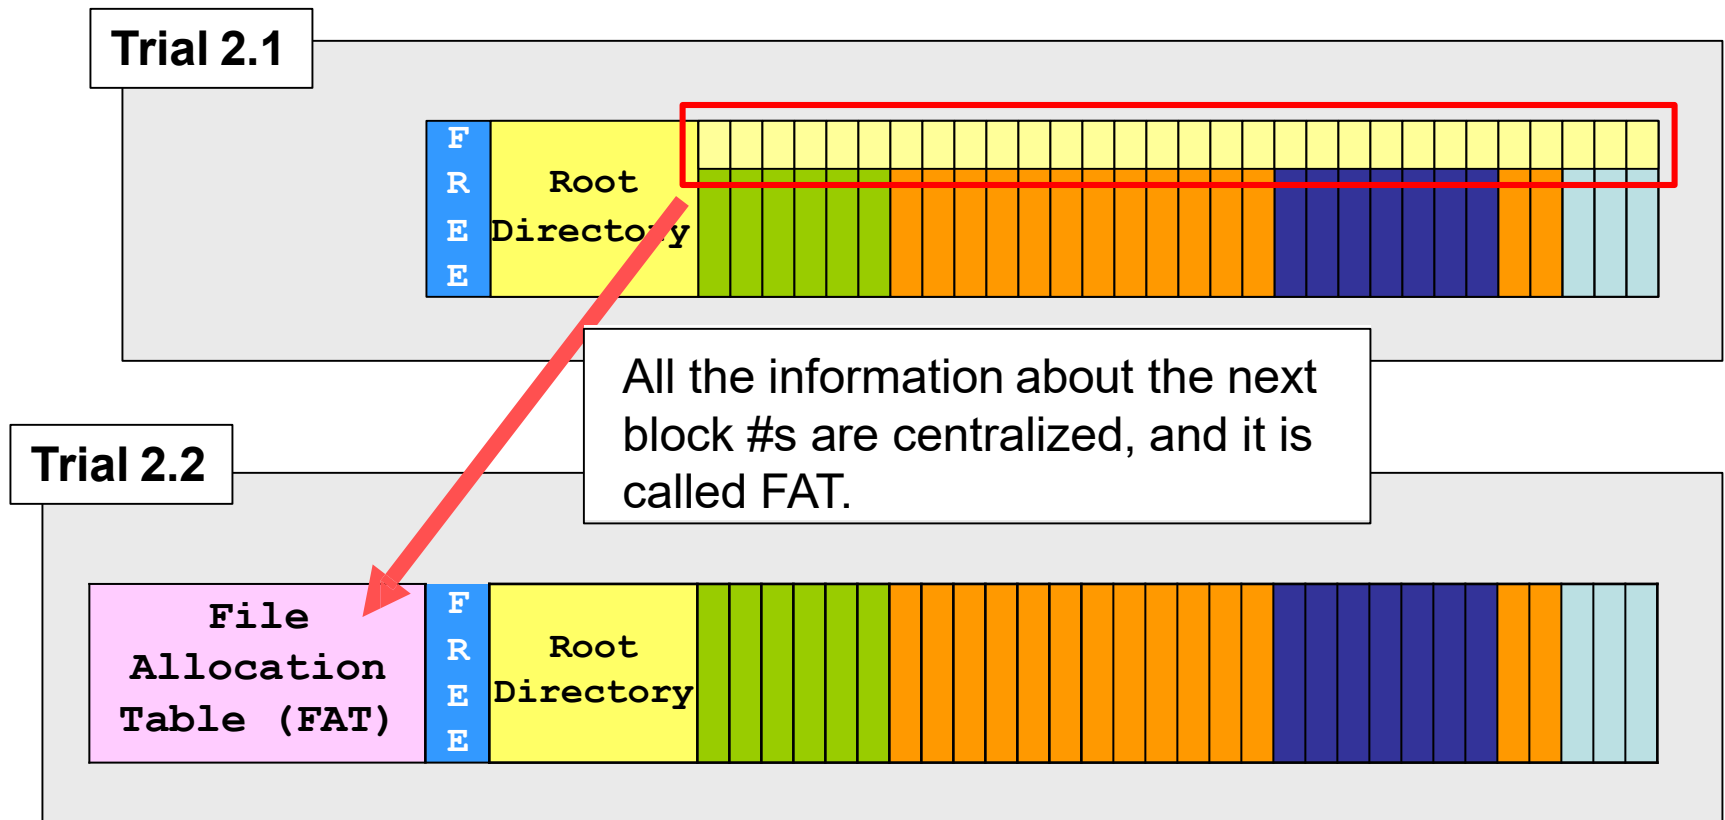 Trial 2.1
F
R
E
E
Root
Directory
All the information about the next
block #s are centralized, and it is
called FAT.
Trial 2.2
File
Allocation
Table (FAT)
F
R
E
E
Root
Directory